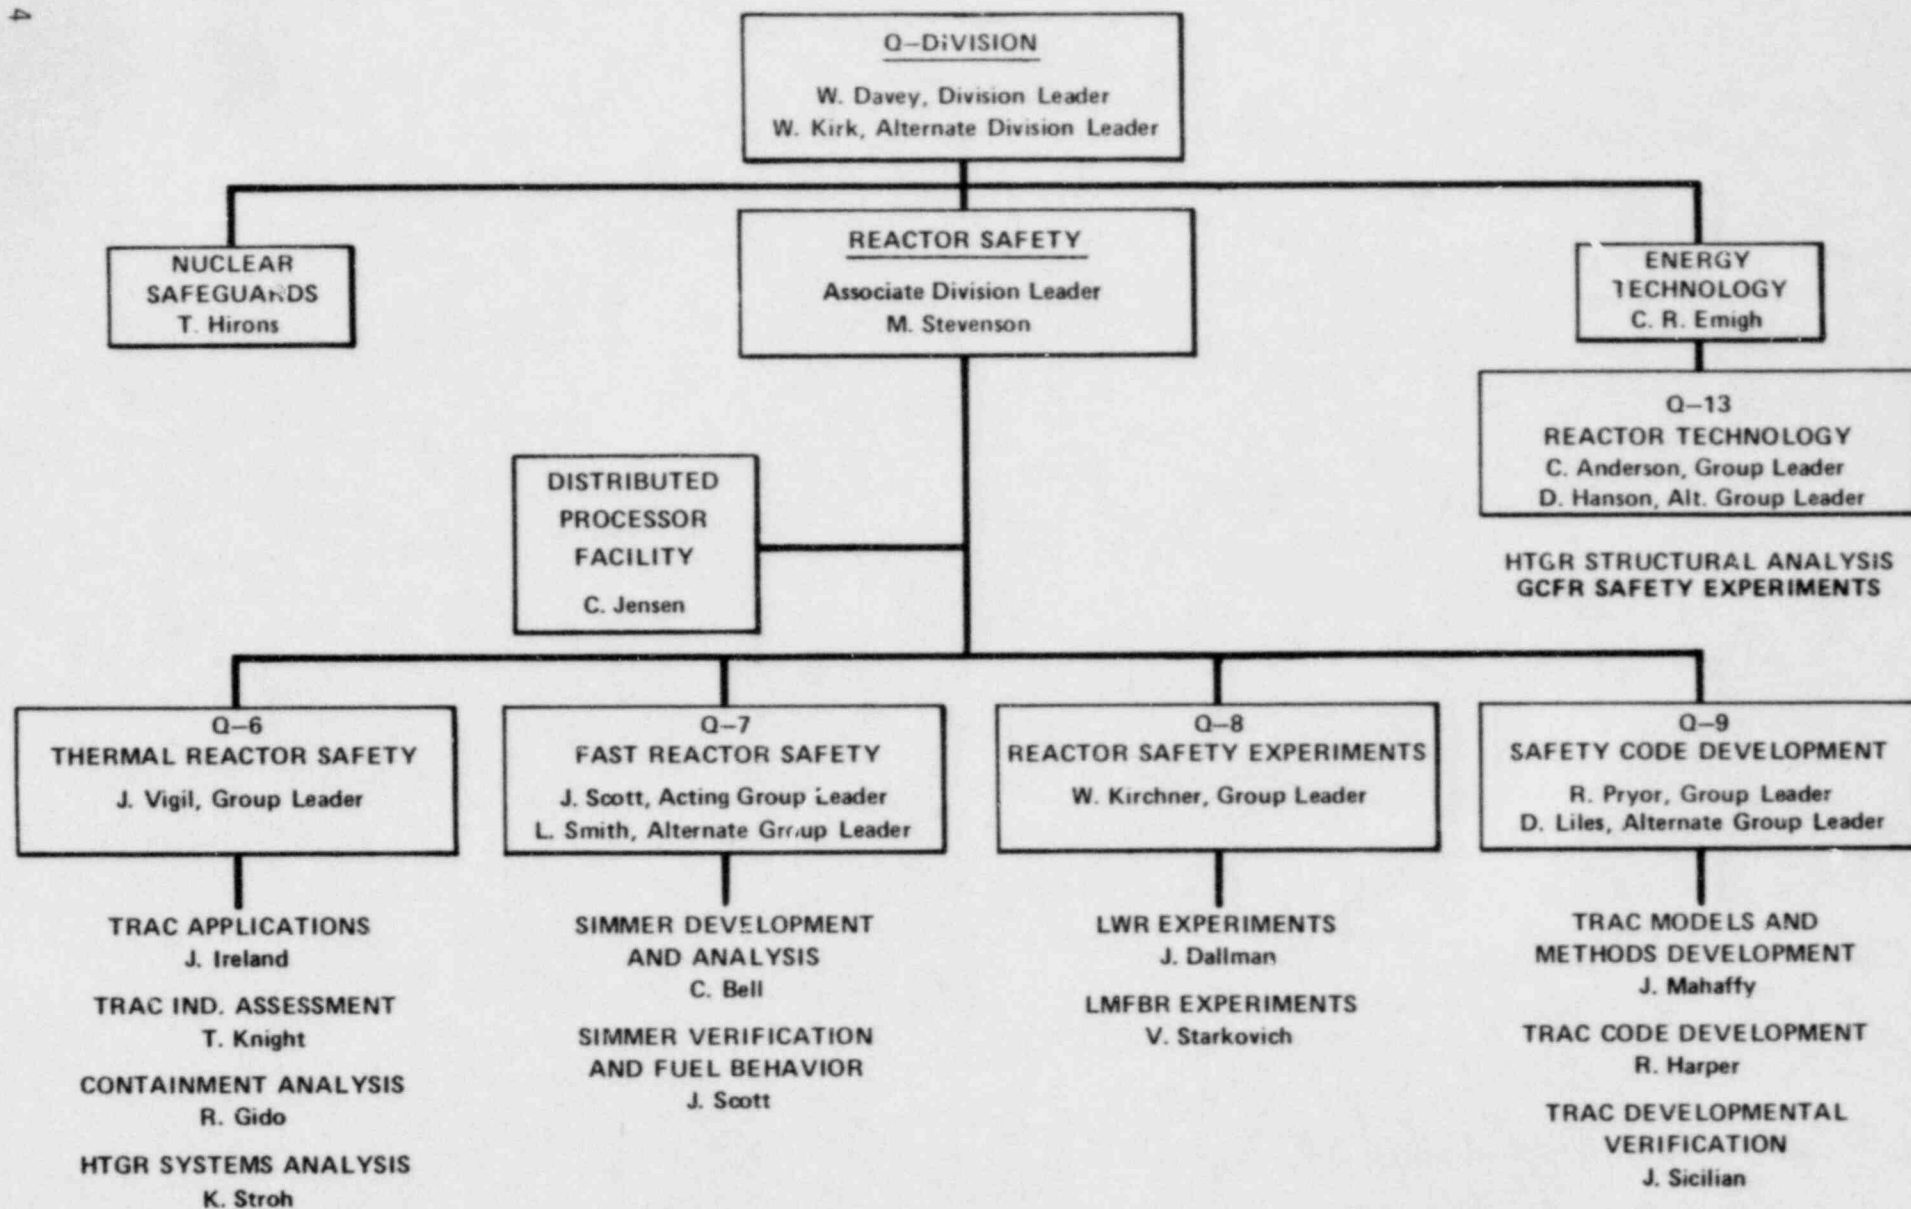 4
Q–DIVISION
W. Davey, Division Leader
W. Kirk, Alternate Division Leader
NUCLEAR
SAFEGUARDS
T. Hirons
REACTOR SAFETY
Associate Division Leader
M. Stevenson
ENERGY
TECHNOLOGY
C. R. Emigh
Q–13
REACTOR TECHNOLOGY
C. Anderson, Group Leader
D. Hanson, Alt. Group Leader
HTGR STRUCTURAL ANALYSIS
GCFR SAFETY EXPERIMENTS
DISTRIBUTED
PROCESSOR
FACILITY
C. Jensen
Q–6
THERMAL REACTOR SAFETY
J. Vigil, Group Leader
TRAC APPLICATIONS
J. Ireland
TRAC IND. ASSESSMENT
T. Knight
CONTAINMENT ANALYSIS
R. Gido
HTGR SYSTEMS ANALYSIS
K. Stroh
Q–7
FAST REACTOR SAFETY
J. Scott, Acting Group Leader
L. Smith, Alternate Group Leader
SIMMER DEVELOPMENT
AND ANALYSIS
C. Bell
SIMMER VERIFICATION
AND FUEL BEHAVIOR
J. Scott
Q–8
REACTOR SAFETY EXPERIMENTS
W. Kirchner, Group Leader
LWR EXPERIMENTS
J. Dallman
LMFBR EXPERIMENTS
V. Starkovich
Q–9
SAFETY CODE DEVELOPMENT
R. Pryor, Group Leader
D. Liles, Alternate Group Leader
TRAC MODELS AND
METHODS DEVELOPMENT
J. Mahaffy
TRAC CODE DEVELOPMENT
R. Harper
TRAC DEVELOPMENTAL
VERIFICATION
J. Sicilian